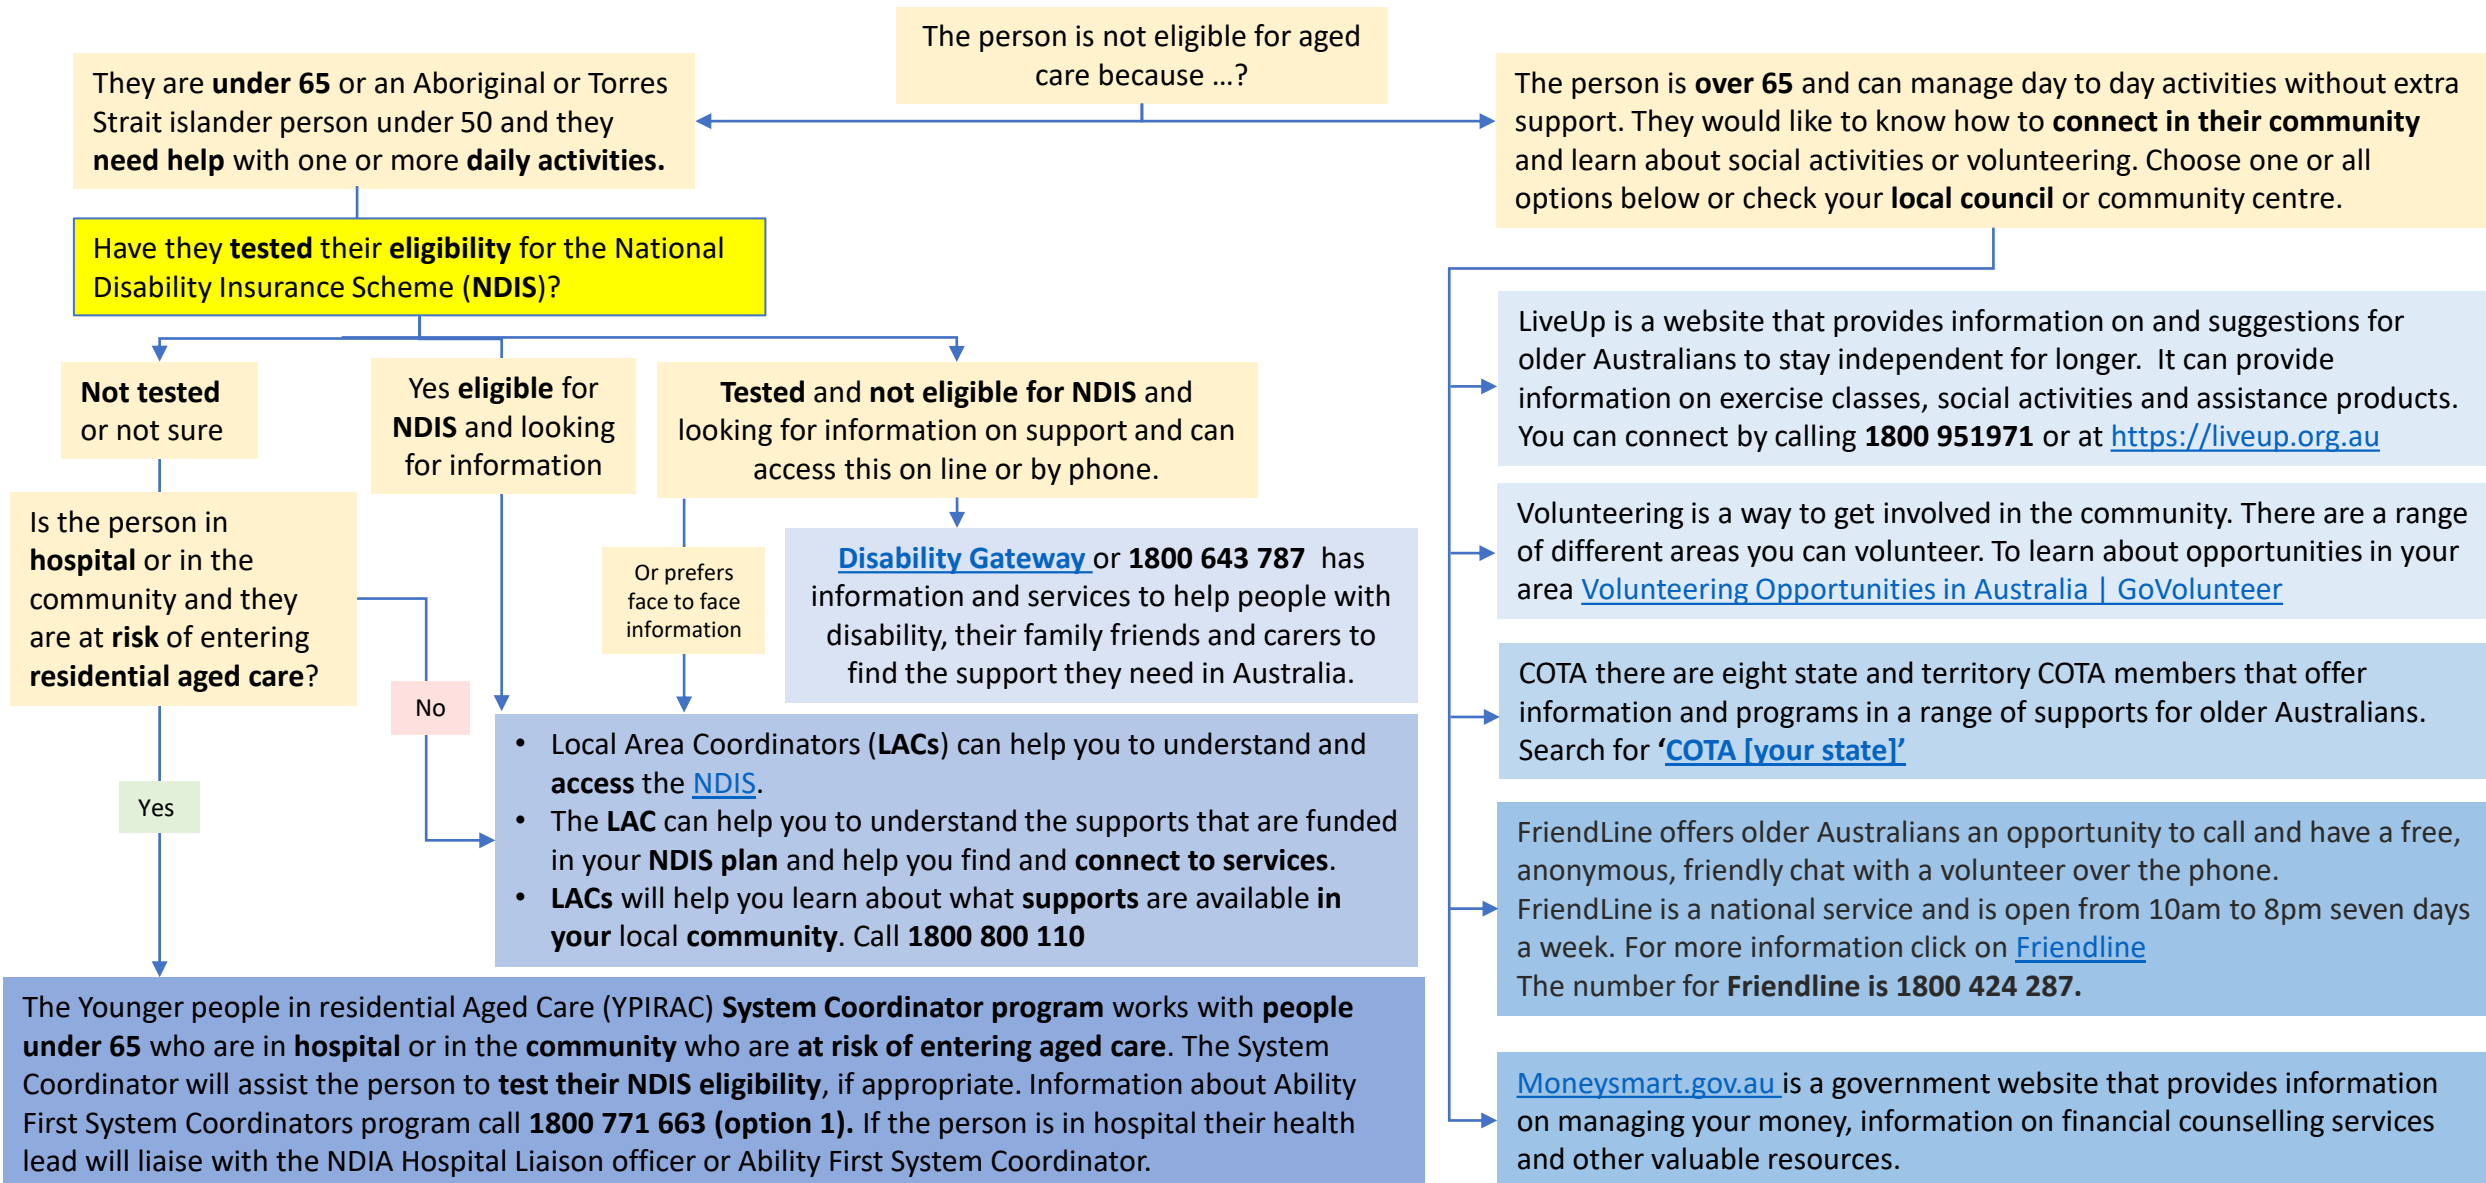 The person is not eligible for aged
care because ...?
They are under 65 or an Aboriginal or Torres
Strait islander person under 50 and they
need help with one or more daily activities.
Have they tested their eligibility for the National
Disability Insurance Scheme (NDIS)?
Not tested
or not sure
Yes eligible for
NDIS and looking
for information
Tested and not eligible for NDIS and
looking for information on support and can
access this on line or by phone.
Is the person in
hospital or in the
community and they
are at risk of entering
residential aged care?
Or prefers
face to face
information
Disability Gateway or 1800 643 787 has
information and services to help people with
disability, their family friends and carers to
find the support they need in Australia.
No
Yes
• Local Area Coordinators (LACs) can help you to understand and
access the NDIS.
• The LAC can help you to understand the supports that are funded
in your NDIS plan and help you find and connect to services.
• LACs will help you learn about what supports are available in
your local community. Call 1800 800 110
The Younger people in residential Aged Care (YPIRAC) System Coordinator program works with people
under 65 who are in hospital or in the community who are at risk of entering aged care. The System
Coordinator will assist the person to test their NDIS eligibility, if appropriate. Information about Ability
First System Coordinators program call 1800 771 663 (option 1). If the person is in hospital their health
lead will liaise with the NDIA Hospital Liaison officer or Ability First System Coordinator.
The person is over 65 and can manage day to day activities without extra
support. They would like to know how to connect in their community
and learn about social activities or volunteering. Choose one or all
options below or check your local council or community centre.
LiveUp is a website that provides information on and suggestions for
older Australians to stay independent for longer. It can provide
information on exercise classes, social activities and assistance products.
You can connect by calling 1800 951971 or at https://liveup.org.au
Volunteering is a way to get involved in the community. There are a range
of different areas you can volunteer. To learn about opportunities in your
area Volunteering Opportunities in Australia | GoVolunteer
COTA there are eight state and territory COTA members that offer
information and programs in a range of supports for older Australians.
Search for ‘COTA [your state]’
FriendLine offers older Australians an opportunity to call and have a free,
anonymous, friendly chat with a volunteer over the phone.
FriendLine is a national service and is open from 10am to 8pm seven days
a week. For more information click on Friendline
The number for Friendline is 1800 424 287.
Moneysmart.gov.au is a government website that provides information
on managing your money, information on financial counselling services
and other valuable resources.